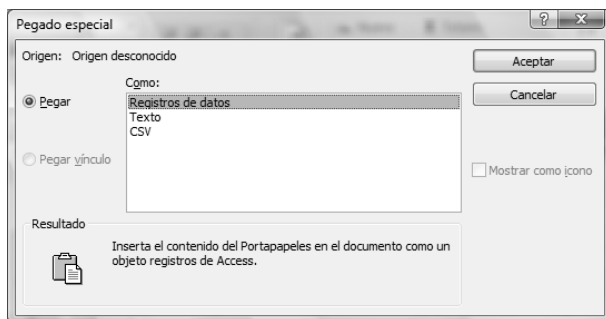 Pegado especial
Origen: Origen desconocido
Como:
Pegar
Pegar vínculo
Registros de datos
Texto
CSV
Aceptar
Cancelar
Mostrar como icono
Resultado
Inserta el contenido del Portapapeles en el documento como un
objeto registros de Access.